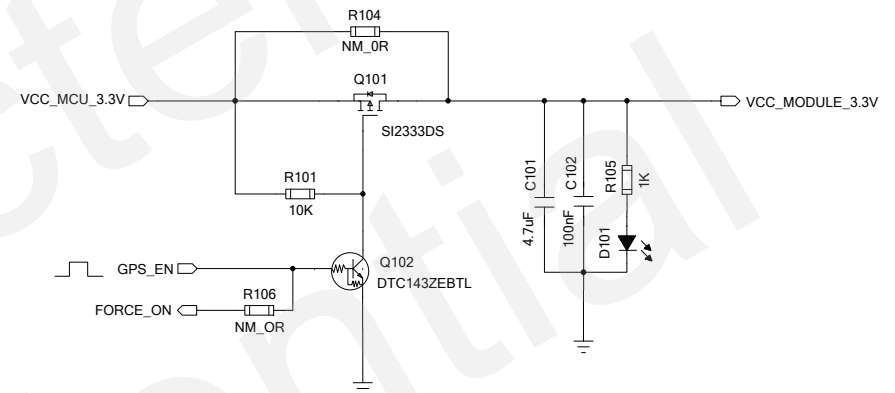 R104
NM_0R
Q101
VCC_MCU_3.3V
VCC_MODULE_3.3V
SI2333DS
R101
10K
C101
4.7uF
C102
100nF
R105
1K
D101
GPS_EN
Q102
DTC143ZEBTL
FORCE_ON
R106
NM_OR